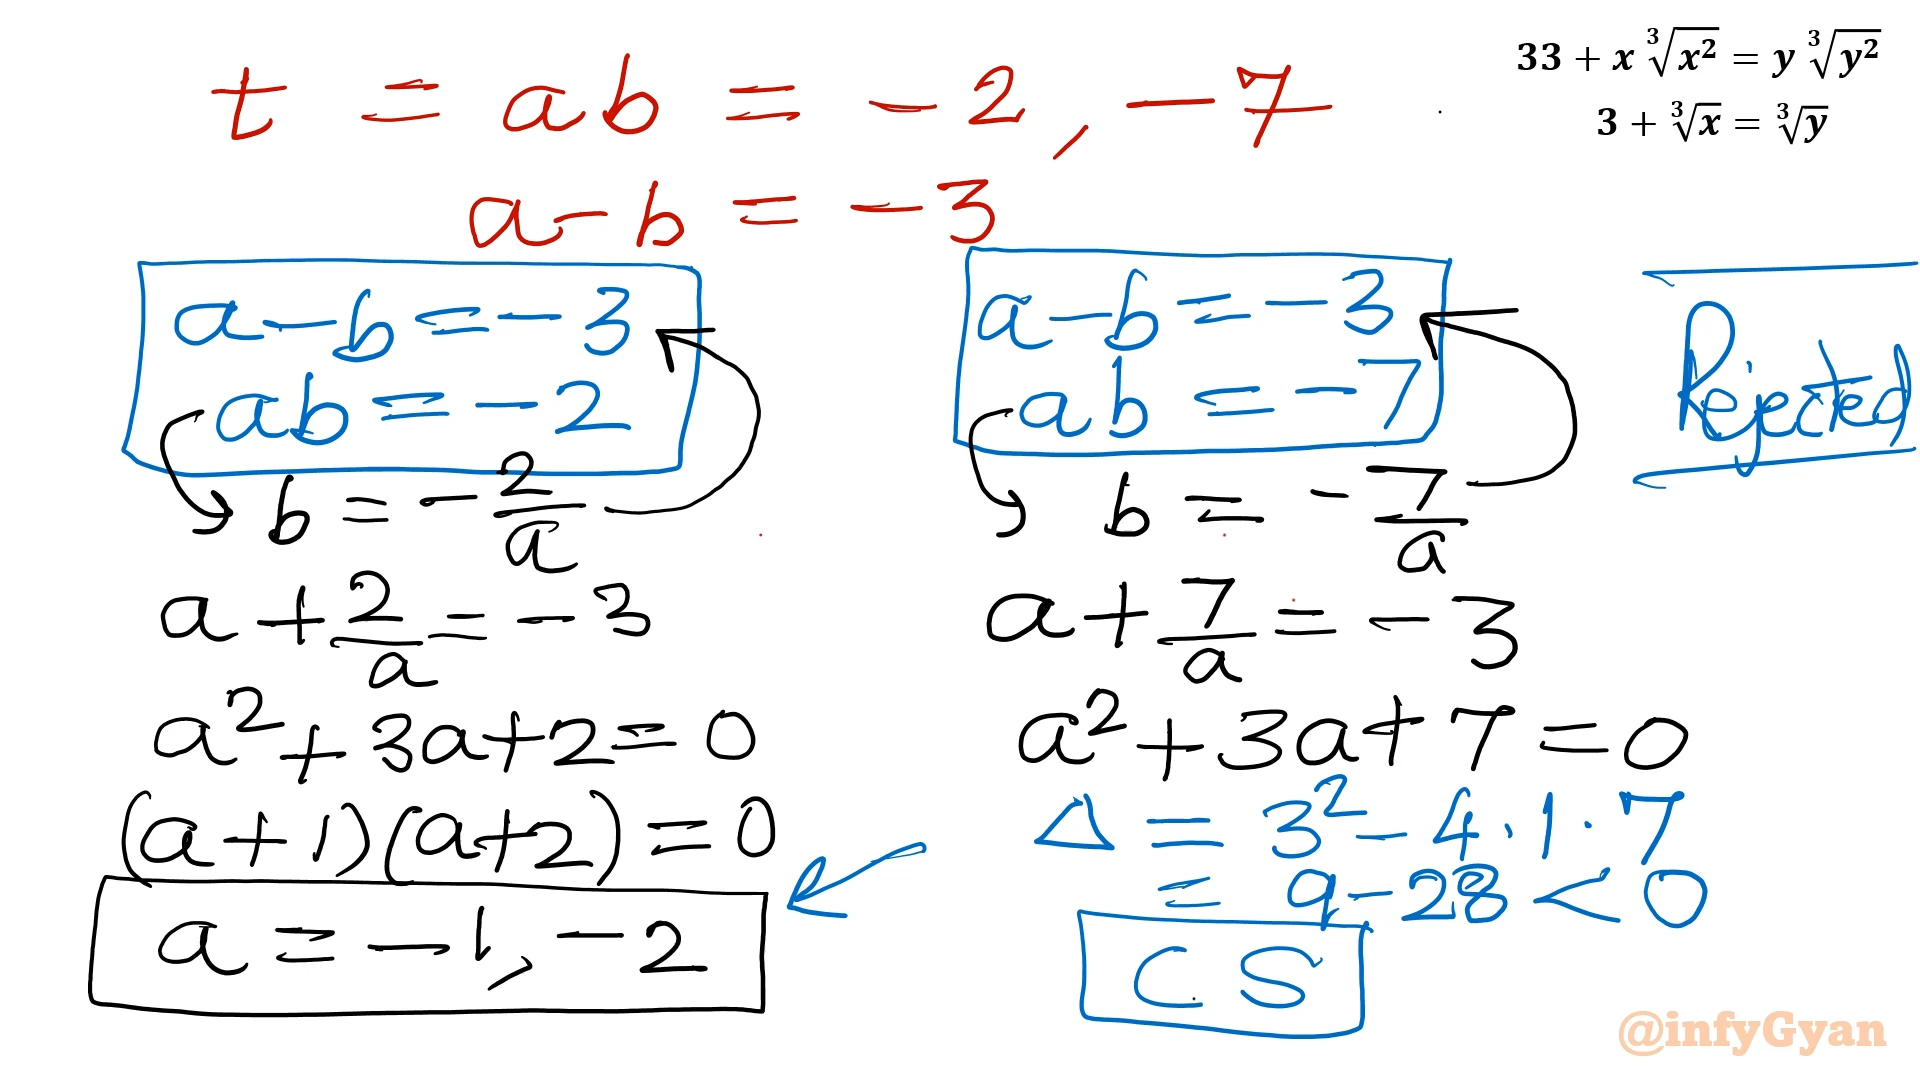 33 + x ∛x² = y ∛y²
3 + ∛x = ∛y
t = ab = -2, -7
a - b = -3
a - b = -3
ab = -2
b = -2/a
a + 2/a = -3
a² + 3a + 2 = 0
(a + 1)(a + 2) = 0
a = -1, -2
a - b = -3
ab = -7
Rejected
b = -7/a
a + 7/a = -3
a² + 3a + 7 = 0
Δ = 3² - 4·1·7
= 9 - 28 < 0
CS
@infyGyan